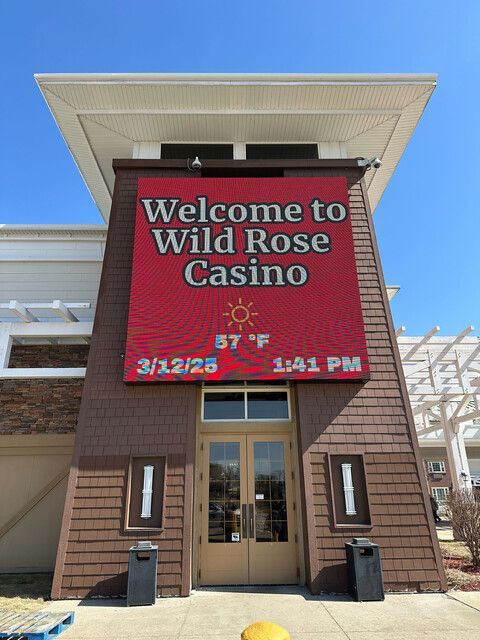 Welcome to
Wild Rose
Casino
57 °F
3/12/25 1:41 PM